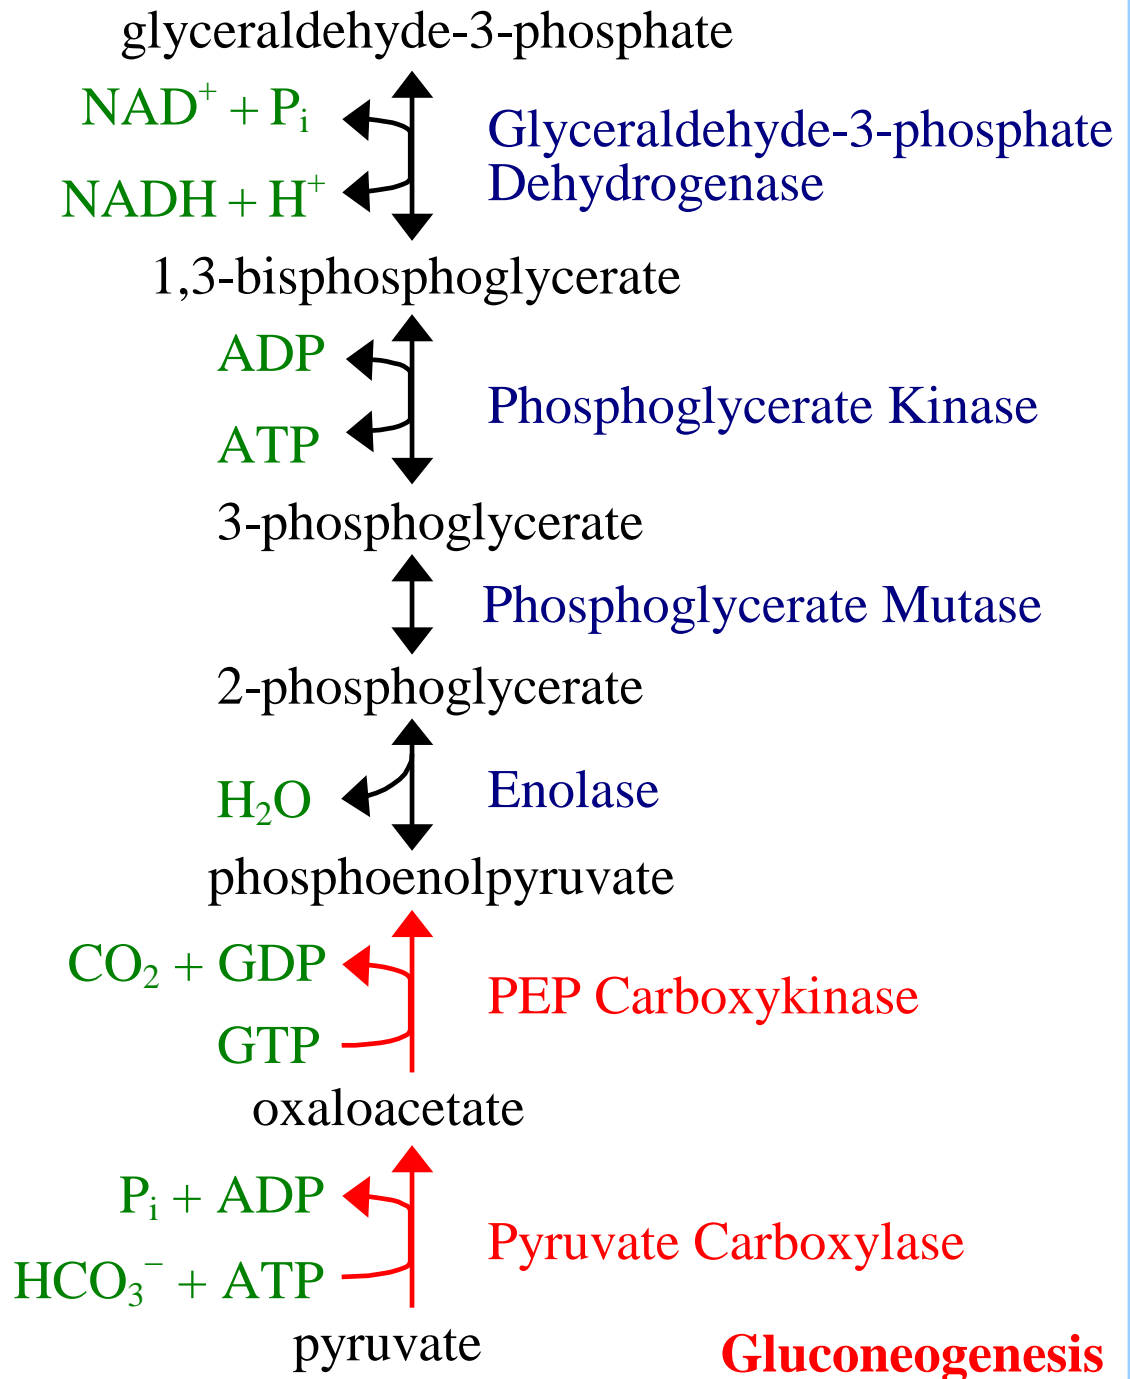 glyceraldehyde-3-phosphate
NAD⁺ + Pᵢ
Glyceraldehyde-3-phosphate
Dehydrogenase
NADH + H⁺
1,3-bisphosphoglycerate
ADP
Phosphoglycerate Kinase
ATP
3-phosphoglycerate
Phosphoglycerate Mutase
2-phosphoglycerate
H₂O
Enolase
phosphoenolpyruvate
CO₂ + GDP
PEP Carboxykinase
GTP
oxaloacetate
Pᵢ + ADP
Pyruvate Carboxylase
HCO₃⁻ + ATP
pyruvate
Gluconeogenesis